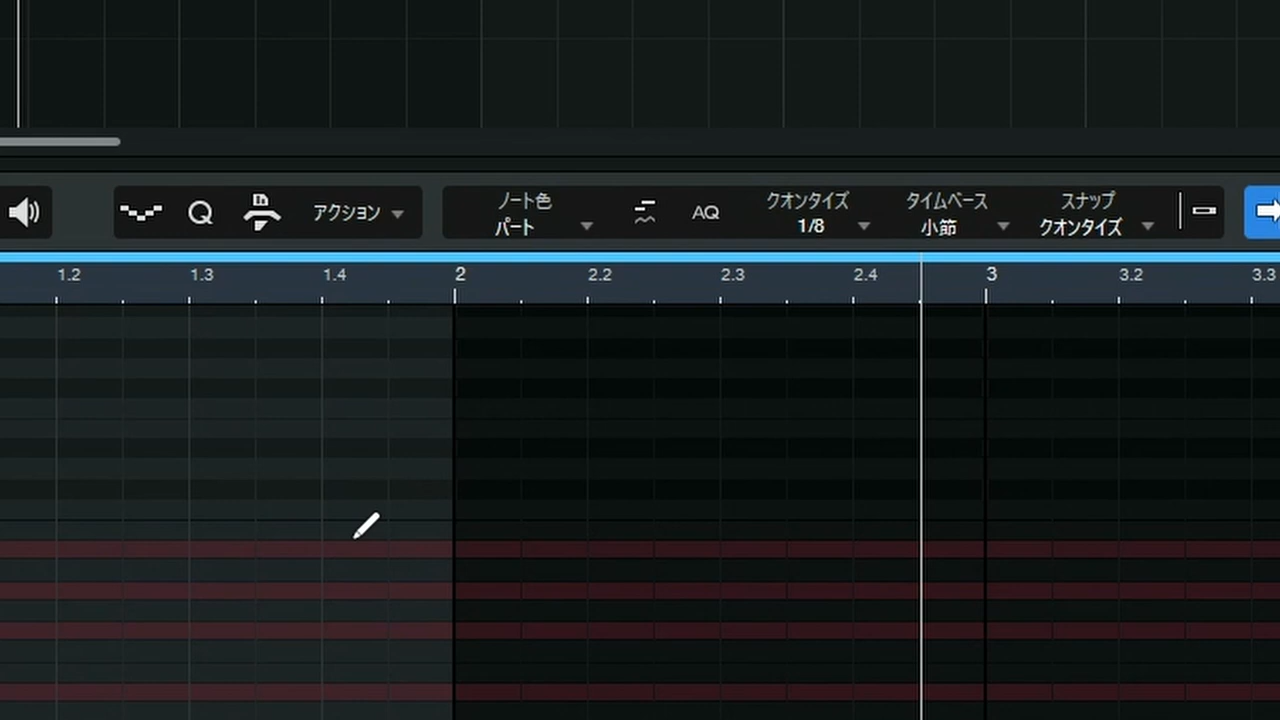 ノート色
パート
クオンタイズ
1/8
タイムベース
小節
スナップ
クオンタイズ
Q
アクション
AQ
1.2
1.3
1.4
2
2.2
2.3
2.4
3
3.2
3.3